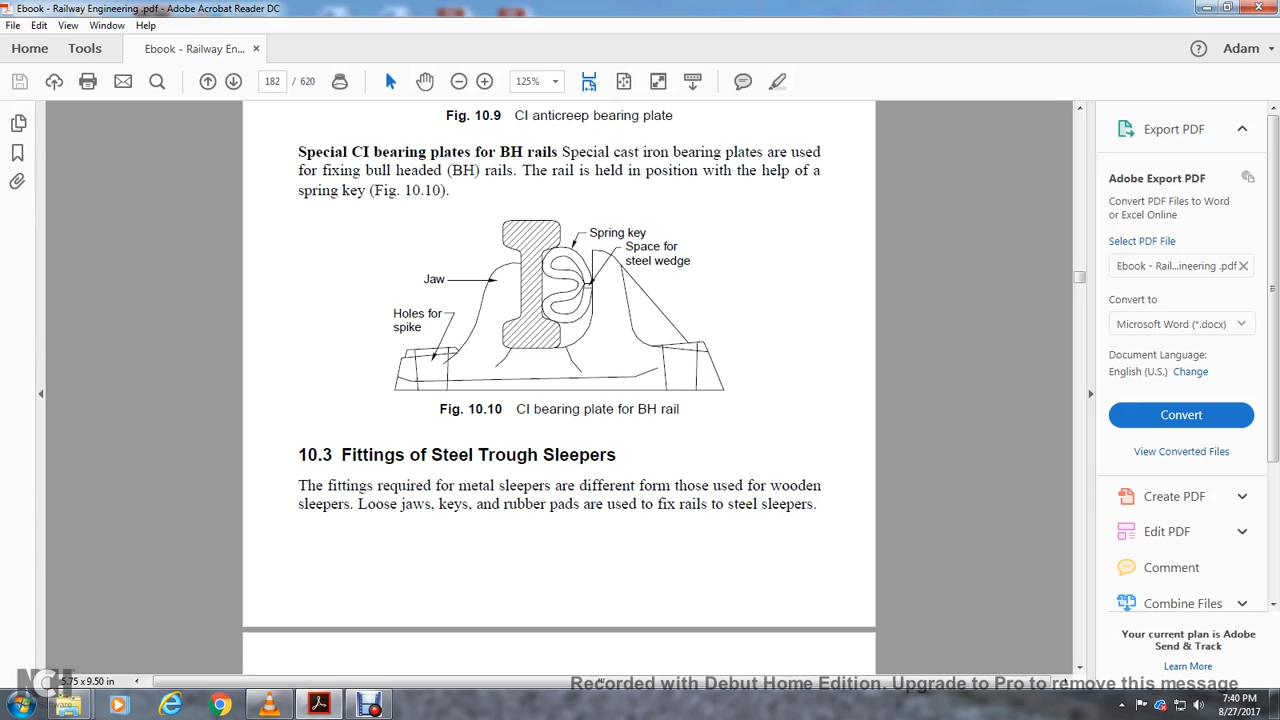 Ebook - Railway Engineering .pdf - Adobe Acrobat Reader DC
File Edit View Window Help
Home Tools Ebook - Railway En... × Adam
182 / 620 125%
Fig. 10.9 CI anticreep bearing plate
Special CI bearing plates for BH rails Special cast iron bearing plates are used
for fixing bull headed (BH) rails. The rail is held in position with the help of a
spring key (Fig. 10.10).
Spring key
Space for
steel wedge
Jaw
Holes for
spike
Fig. 10.10 CI bearing plate for BH rail
10.3 Fittings of Steel Trough Sleepers
The fittings required for metal sleepers are different form those used for wooden
sleepers. Loose jaws, keys, and rubber pads are used to fix rails to steel sleepers.
Export PDF
Adobe Export PDF
Convert PDF Files to Word
or Excel Online
Select PDF File
Ebook - Rail...ineering .pdf
Convert to
Microsoft Word (*.docx)
Document Language:
English (U.S.) Change
Convert
View Converted Files
Create PDF
Edit PDF
Comment
Combine Files
Your current plan is Adobe
Send & Track
Learn More
5.75 x 9.50 in
NCH
Software
Recorded with Debut Home Edition. Upgrade to Pro to remove this message
7:40 PM
8/27/2017